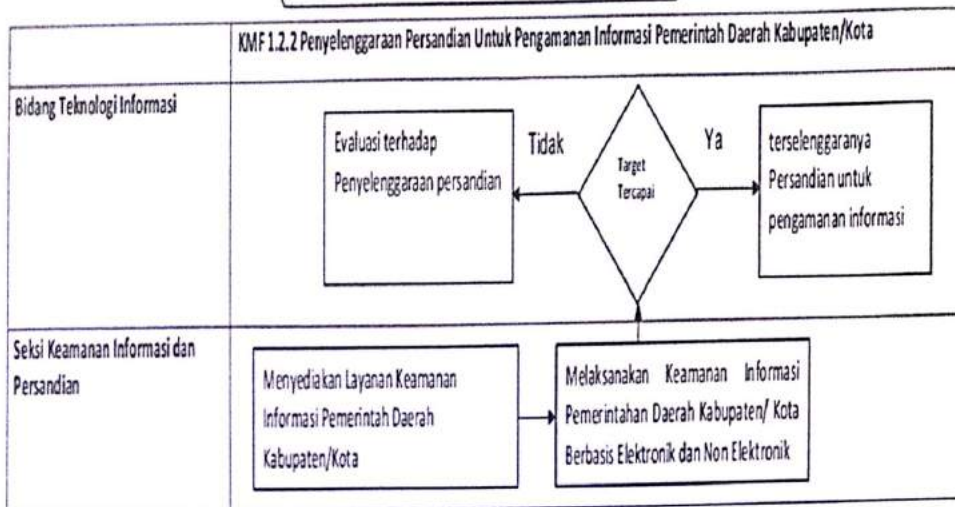 KMF 1.2.2 Penyelenggaraan Persandian Untuk Pengamanan Informasi Pemerintah Daerah Kabupaten/Kota
Bidang Teknologi Informasi
Evaluasi terhadap
Penyelenggaraan persandian
Tidak
Target
Tercapai
Ya
terselenggaranya
Persandian untuk
pengamanan informasi
Seksi Keamanan Informasi dan
Persandian
Menyediakan Layanan Keamanan
Informasi Pemerintah Daerah
Kabupaten/Kota
Melaksanakan Keamanan Informasi
Pemerintahan Daerah Kabupaten/ Kota
Berbasis Elektronik dan Non Elektronik